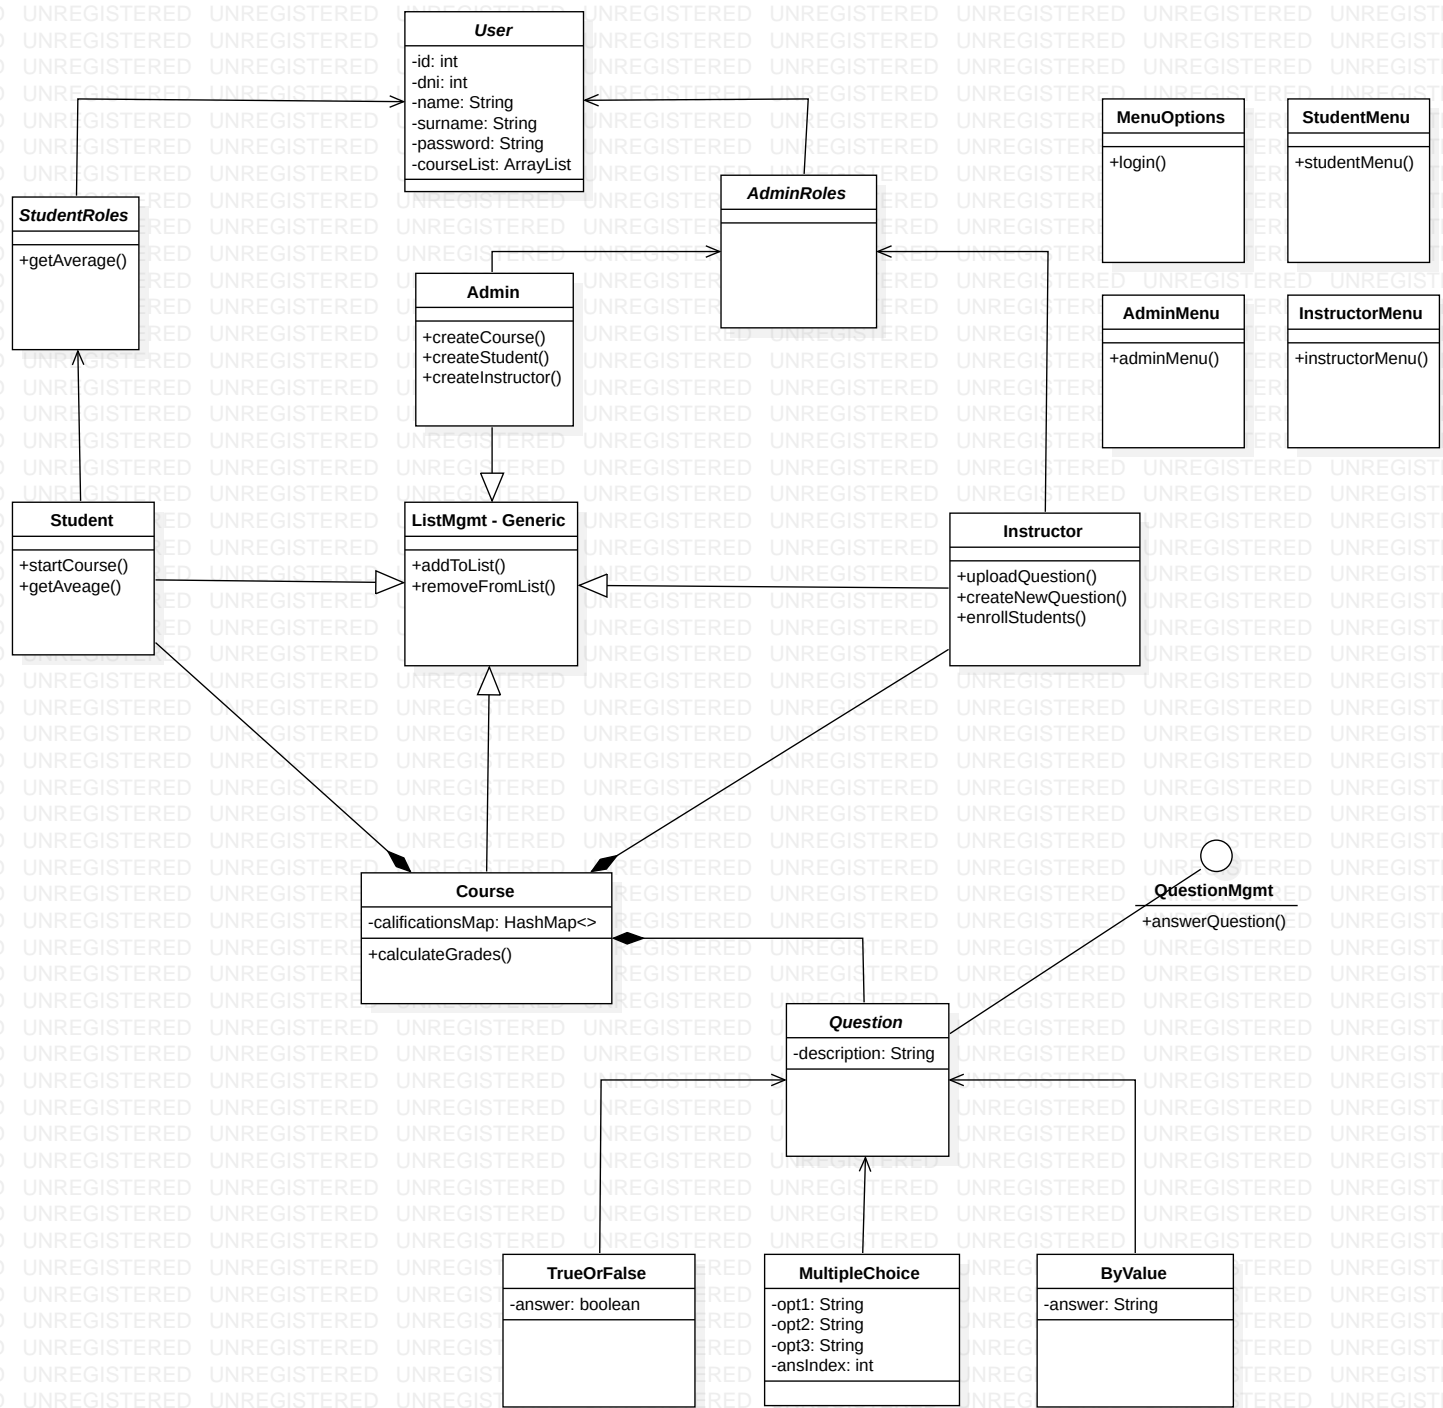 User
-id: int
-dni: int
-name: String
-surname: String
-password: String
-courseList: ArrayList
StudentRoles
+getAverage()
AdminRoles
MenuOptions
+login()
StudentMenu
+studentMenu()
Admin
+createCourse()
+createStudent()
+createInstructor()
AdminMenu
+adminMenu()
InstructorMenu
+instructorMenu()
Student
+startCourse()
+getAveage()
ListMgmt - Generic
+addToList()
+removeFromList()
Instructor
+uploadQuestion()
+createNewQuestion()
+enrollStudents()
Course
-calificationsMap: HashMap<>
+calculateGrades()
QuestionMgmt
+answerQuestion()
Question
-description: String
TrueOrFalse
-answer: boolean
MultipleChoice
-opt1: String
-opt2: String
-opt3: String
-ansIndex: int
ByValue
-answer: String
UNREGISTERED